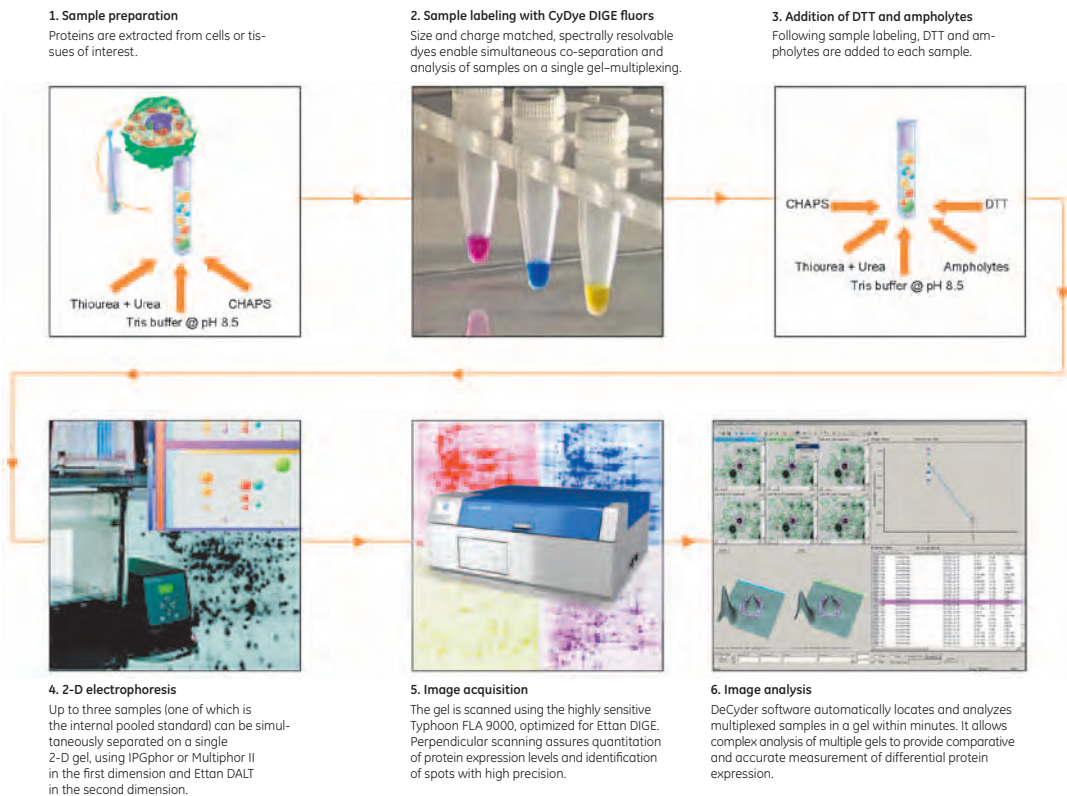 1. Sample preparation
Proteins are extracted from cells or tis-
sues of interest.
2. Sample labeling with CyDye DIGE fluors
Size and charge matched, spectrally resolvable
dyes enable simultaneous co-separation and
analysis of samples on a single gel–multiplexing.
3. Addition of DTT and ampholytes
Following sample labeling, DTT and am-
pholytes are added to each sample.
Thiourea + Urea
CHAPS
Tris buffer @ pH 8.5
CHAPS
DTT
Thiourea + Urea
Ampholytes
Tris buffer @ pH 8.5
4. 2-D electrophoresis
Up to three samples (one of which is
the internal pooled standard) can be simul-
taneously separated on a single
2-D gel, using IPGphor or Multiphor II
in the first dimension and Ettan DALT
in the second dimension.
5. Image acquisition
The gel is scanned using the highly sensitive
Typhoon FLA 9000, optimized for Ettan DIGE.
Perpendicular scanning assures quantitation
of protein expression levels and identification
of spots with high precision.
6. Image analysis
DeCyder software automatically locates and analyzes
multiplexed samples in a gel within minutes. It allows
complex analysis of multiple gels to provide comparative
and accurate measurement of differential protein
expression.